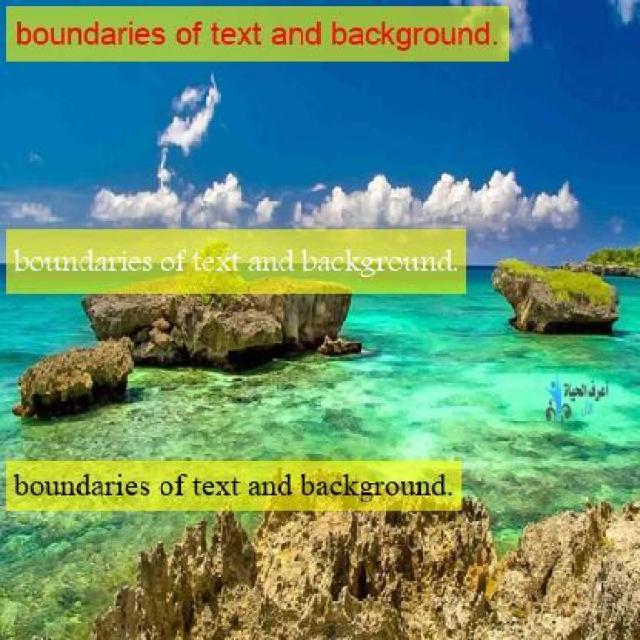 boundaries of text and background.
boundaries of text and background.
boundaries of text and background.
أعرف الحياة